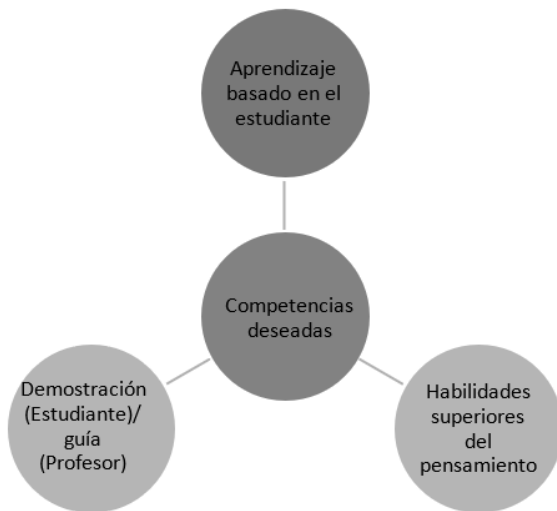 Aprendizaje
basado en el
estudiante
Competencias
deseadas
Demostración
(Estudiante)/
guía
(Profesor)
Habilidades
superiores
del
pensamiento